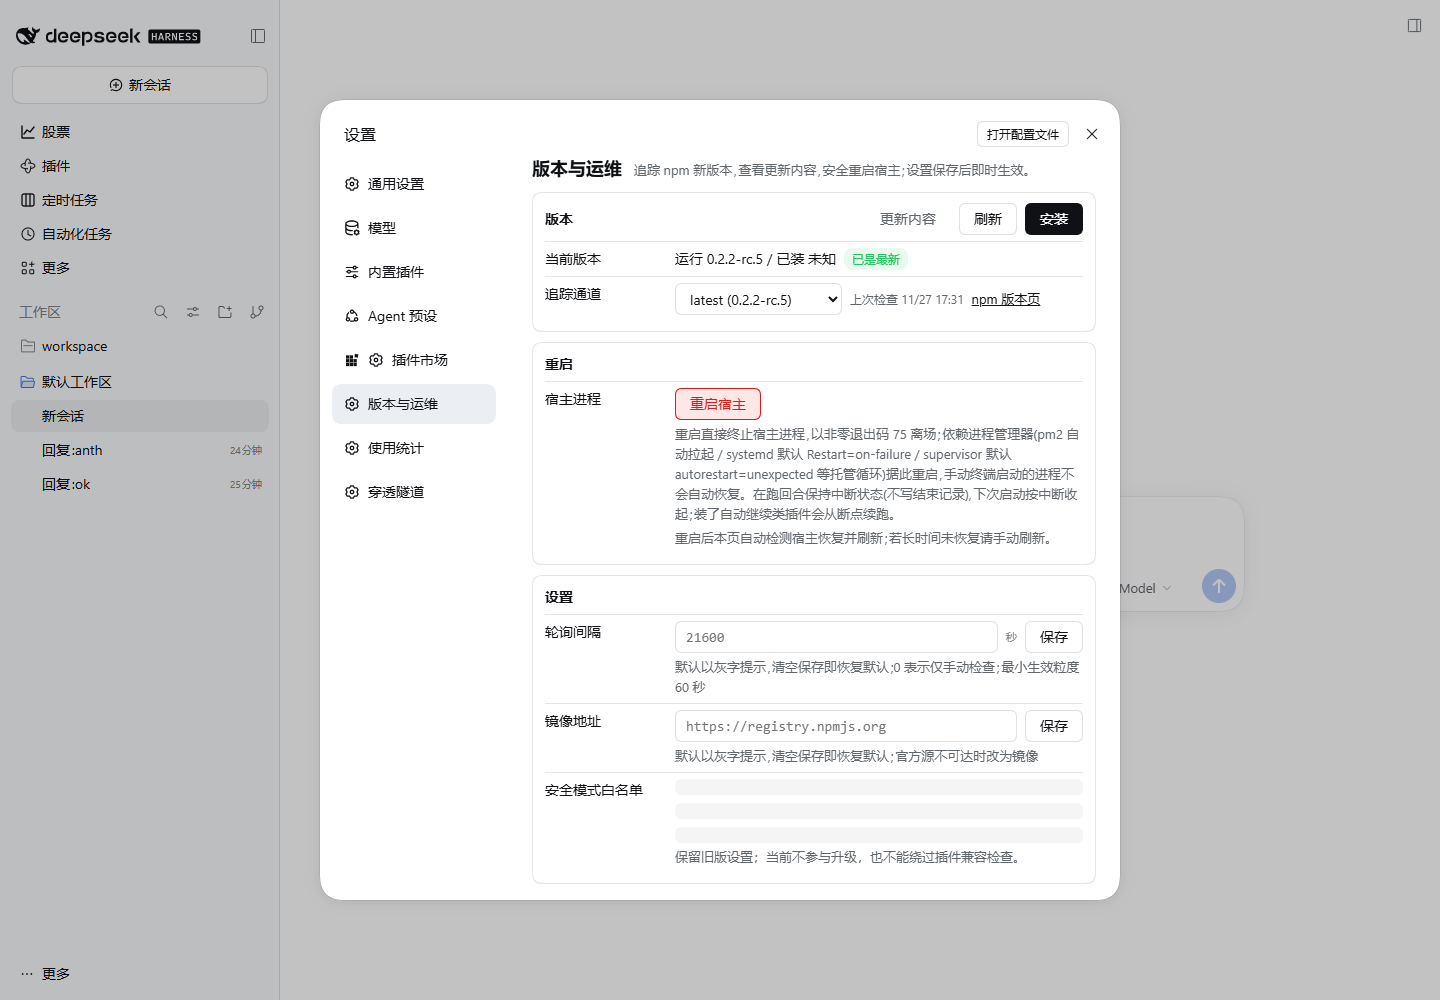 deepseek HARNESS
新会话
股票
插件
定时任务
自动化任务
更多
工作区
workspace
默认工作区
新会话
回复:anth 24分钟
回复:ok 25分钟
更多
设置
打开配置文件
通用设置
模型
内置插件
Agent 预设
插件市场
版本与运维
使用统计
穿透隧道
版本与运维 追踪 npm 新版本,查看更新内容,安全重启宿主;设置保存后即时生效。
版本 更新内容 刷新 安装
当前版本 运行 0.2.2-rc.5 / 已装 未知 已是最新
追踪通道 latest (0.2.2-rc.5) 上次检查 11/27 17:31 npm 版本页
重启
宿主进程 重启宿主
重启直接终止宿主进程,以非零退出码 75 离场;依赖进程管理器(pm2 自
动拉起 / systemd 默认 Restart=on-failure / supervisor 默认
autorestart=unexpected 等托管循环)据此重启,手动终端启动的进程不
会自动恢复。在跑回合保持中断状态(不写结束记录),下次启动按中断收
起;装了自动继续类插件会从断点续跑。
重启后本页自动检测宿主恢复并刷新;若长时间未恢复请手动刷新。
设置
轮询间隔 21600 秒 保存
默认以灰字提示,清空保存即恢复默认;0 表示仅手动检查;最小生效粒度
60 秒
镜像地址 https://registry.npmjs.org 保存
默认以灰字提示,清空保存即恢复默认;官方源不可达时改为镜像
安全模式白名单
保留旧版设置；当前不参与升级，也不能绕过插件兼容检查。
Model